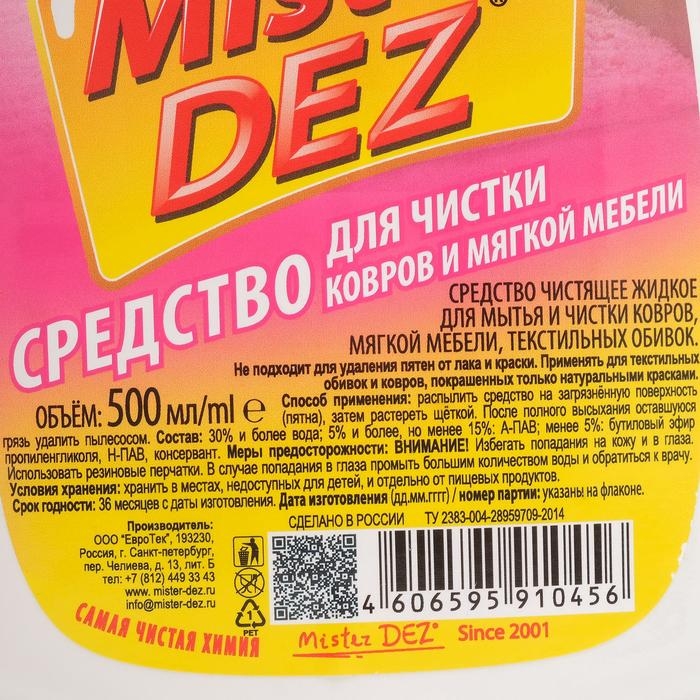 Mister®
DEZ
СРЕДСТВО ДЛЯ ЧИСТКИ
КОВРОВ И МЯГКОЙ МЕБЕЛИ
СРЕДСТВО ЧИСТЯЩЕЕ ЖИДКОЕ
ДЛЯ МЫТЬЯ И ЧИСТКИ КОВРОВ,
МЯГКОЙ МЕБЕЛИ, ТЕКСТИЛЬНЫХ ОБИВОК.
Не подходит для удаления пятен от лака и краски. Применять для текстильных
обивок и ковров, покрашенных только натуральными красками.
ОБЪЁМ: 500 мл/ml ℮
Способ применения: распылить средство на загрязнённую поверхность
(пятна), затем растереть щёткой. После полного высыхания оставшуюся
грязь удалить пылесосом. Состав: 30% и более вода; 5% и более, но менее 15%: А-ПАВ; менее 5%: бутиловый эфир
пропиленгликоля, Н-ПАВ, консервант. Меры предосторожности: ВНИМАНИЕ! Избегать попадания на кожу и в глаза.
Использовать резиновые перчатки. В случае попадания в глаза промыть большим количеством воды и обратиться к врачу.
Условия хранения: хранить в местах, недоступных для детей, и отдельно от пищевых продуктов.
Срок годности: 36 месяцев с даты изготовления. Дата изготовления (дд.мм.гггг) / номер партии: указаны на флаконе.
СДЕЛАНО В РОССИИ ТУ 2383-004-28959709-2014
Производитель:
ООО "ЕвроТек", 193230,
Россия, г. Санкт-петербург,
пер. Челиева, д. 13, лит. Б
тел: +7 (812) 449 33 43
www.mister-dez.ru
info@mister-dez.ru
САМАЯ ЧИСТАЯ ХИМИЯ
1
PET
4 606595 910456
Mister DEZ® Since 2001